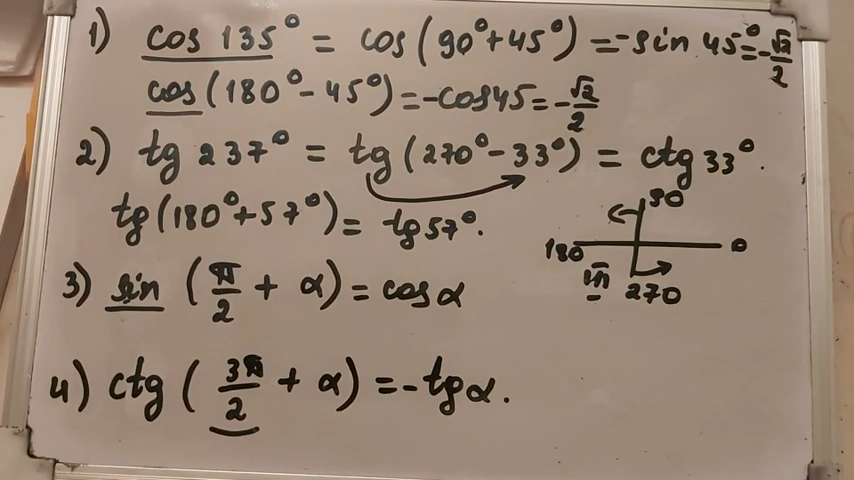 1) cos 135° = cos(90°+45°) = -sin 45° = -√2/2
cos(180°-45°) = -cos45 = -√2/2
2) tg 237° = tg(270°-33°) = ctg 33°.
tg(180°+57°) = tg57°.
90
180 0
III 270
3) sin (π/2 + α) = cosα
4) ctg (3π/2 + α) = -tgα.